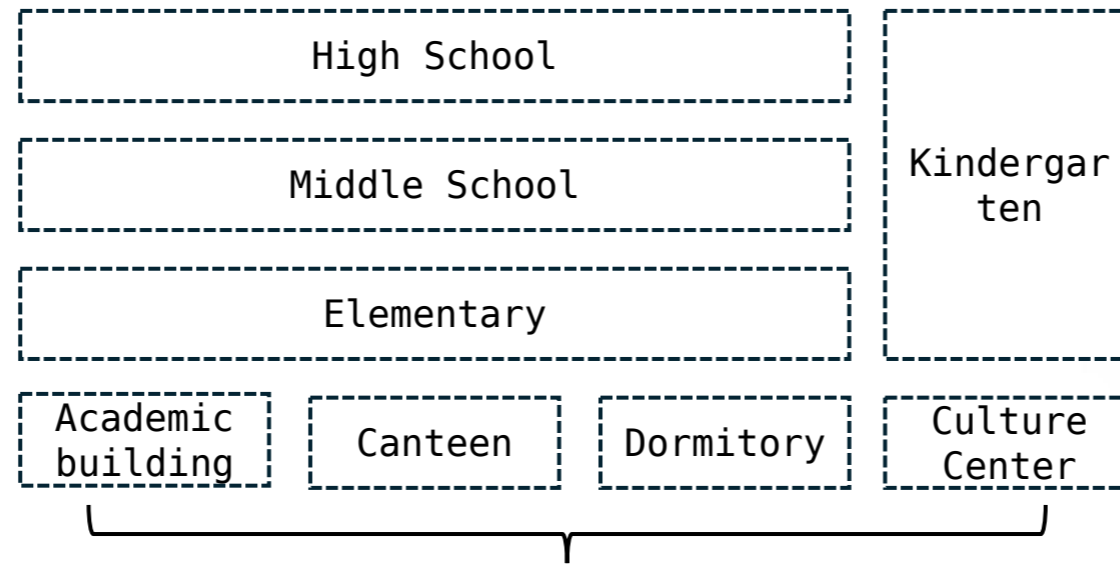 High School
Middle School
Elementary
Kindergar
ten
Academic
building
Canteen
Dormitory
Culture
Center